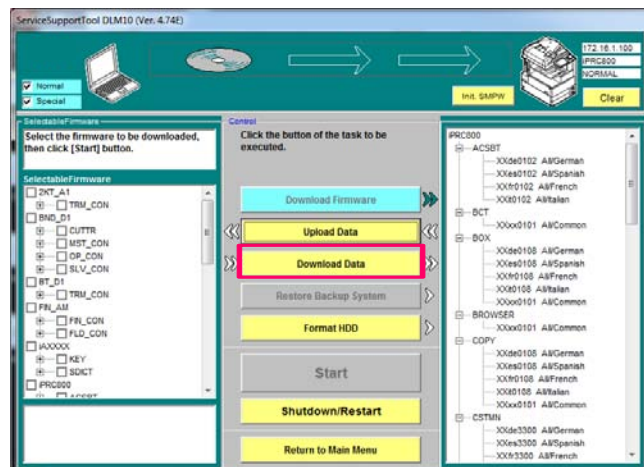 ServiceSupportTool DLM10 (Ver. 4.74E)
Normal
Special
Init. SMPW
172.16.1.100
iPRC800
NORMAL
Clear
SelectableFirmware
Select the firmware to be downloaded,
then click [Start] button.
SelectableFirmware
2KT_A1
TRM_CON
BND_D1
CUTTR
MST_CON
OP_CON
SLV_CON
BT_D1
TRM_CON
FIN_AM
FIN_CON
FLD_CON
iAXXXX
KEY
SDICT
iPRC800
ACSBT
Control
Click the button of the task to be
executed.
Download Firmware
Upload Data
Download Data
Restore Backup System
Format HDD
Start
Shutdown/Restart
Return to Main Menu
iPRC800
ACSBT
XXde0102 All/German
XXes0102 All/Spanish
XXfr0102 All/French
XXit0102 All/Italian
BCT
XXxx0101 All/Common
BOX
XXde0108 All/German
XXes0108 All/Spanish
XXfr0108 All/French
XXit0108 All/Italian
XXxx0101 All/Common
BROWSER
XXxx0101 All/Common
COPY
XXde0108 All/German
XXes0108 All/Spanish
XXfr0108 All/French
XXit0108 All/Italian
XXxx0101 All/Common
CSTMN
XXde3300 All/German
XXes3300 All/Spanish
XXfr3300 All/French